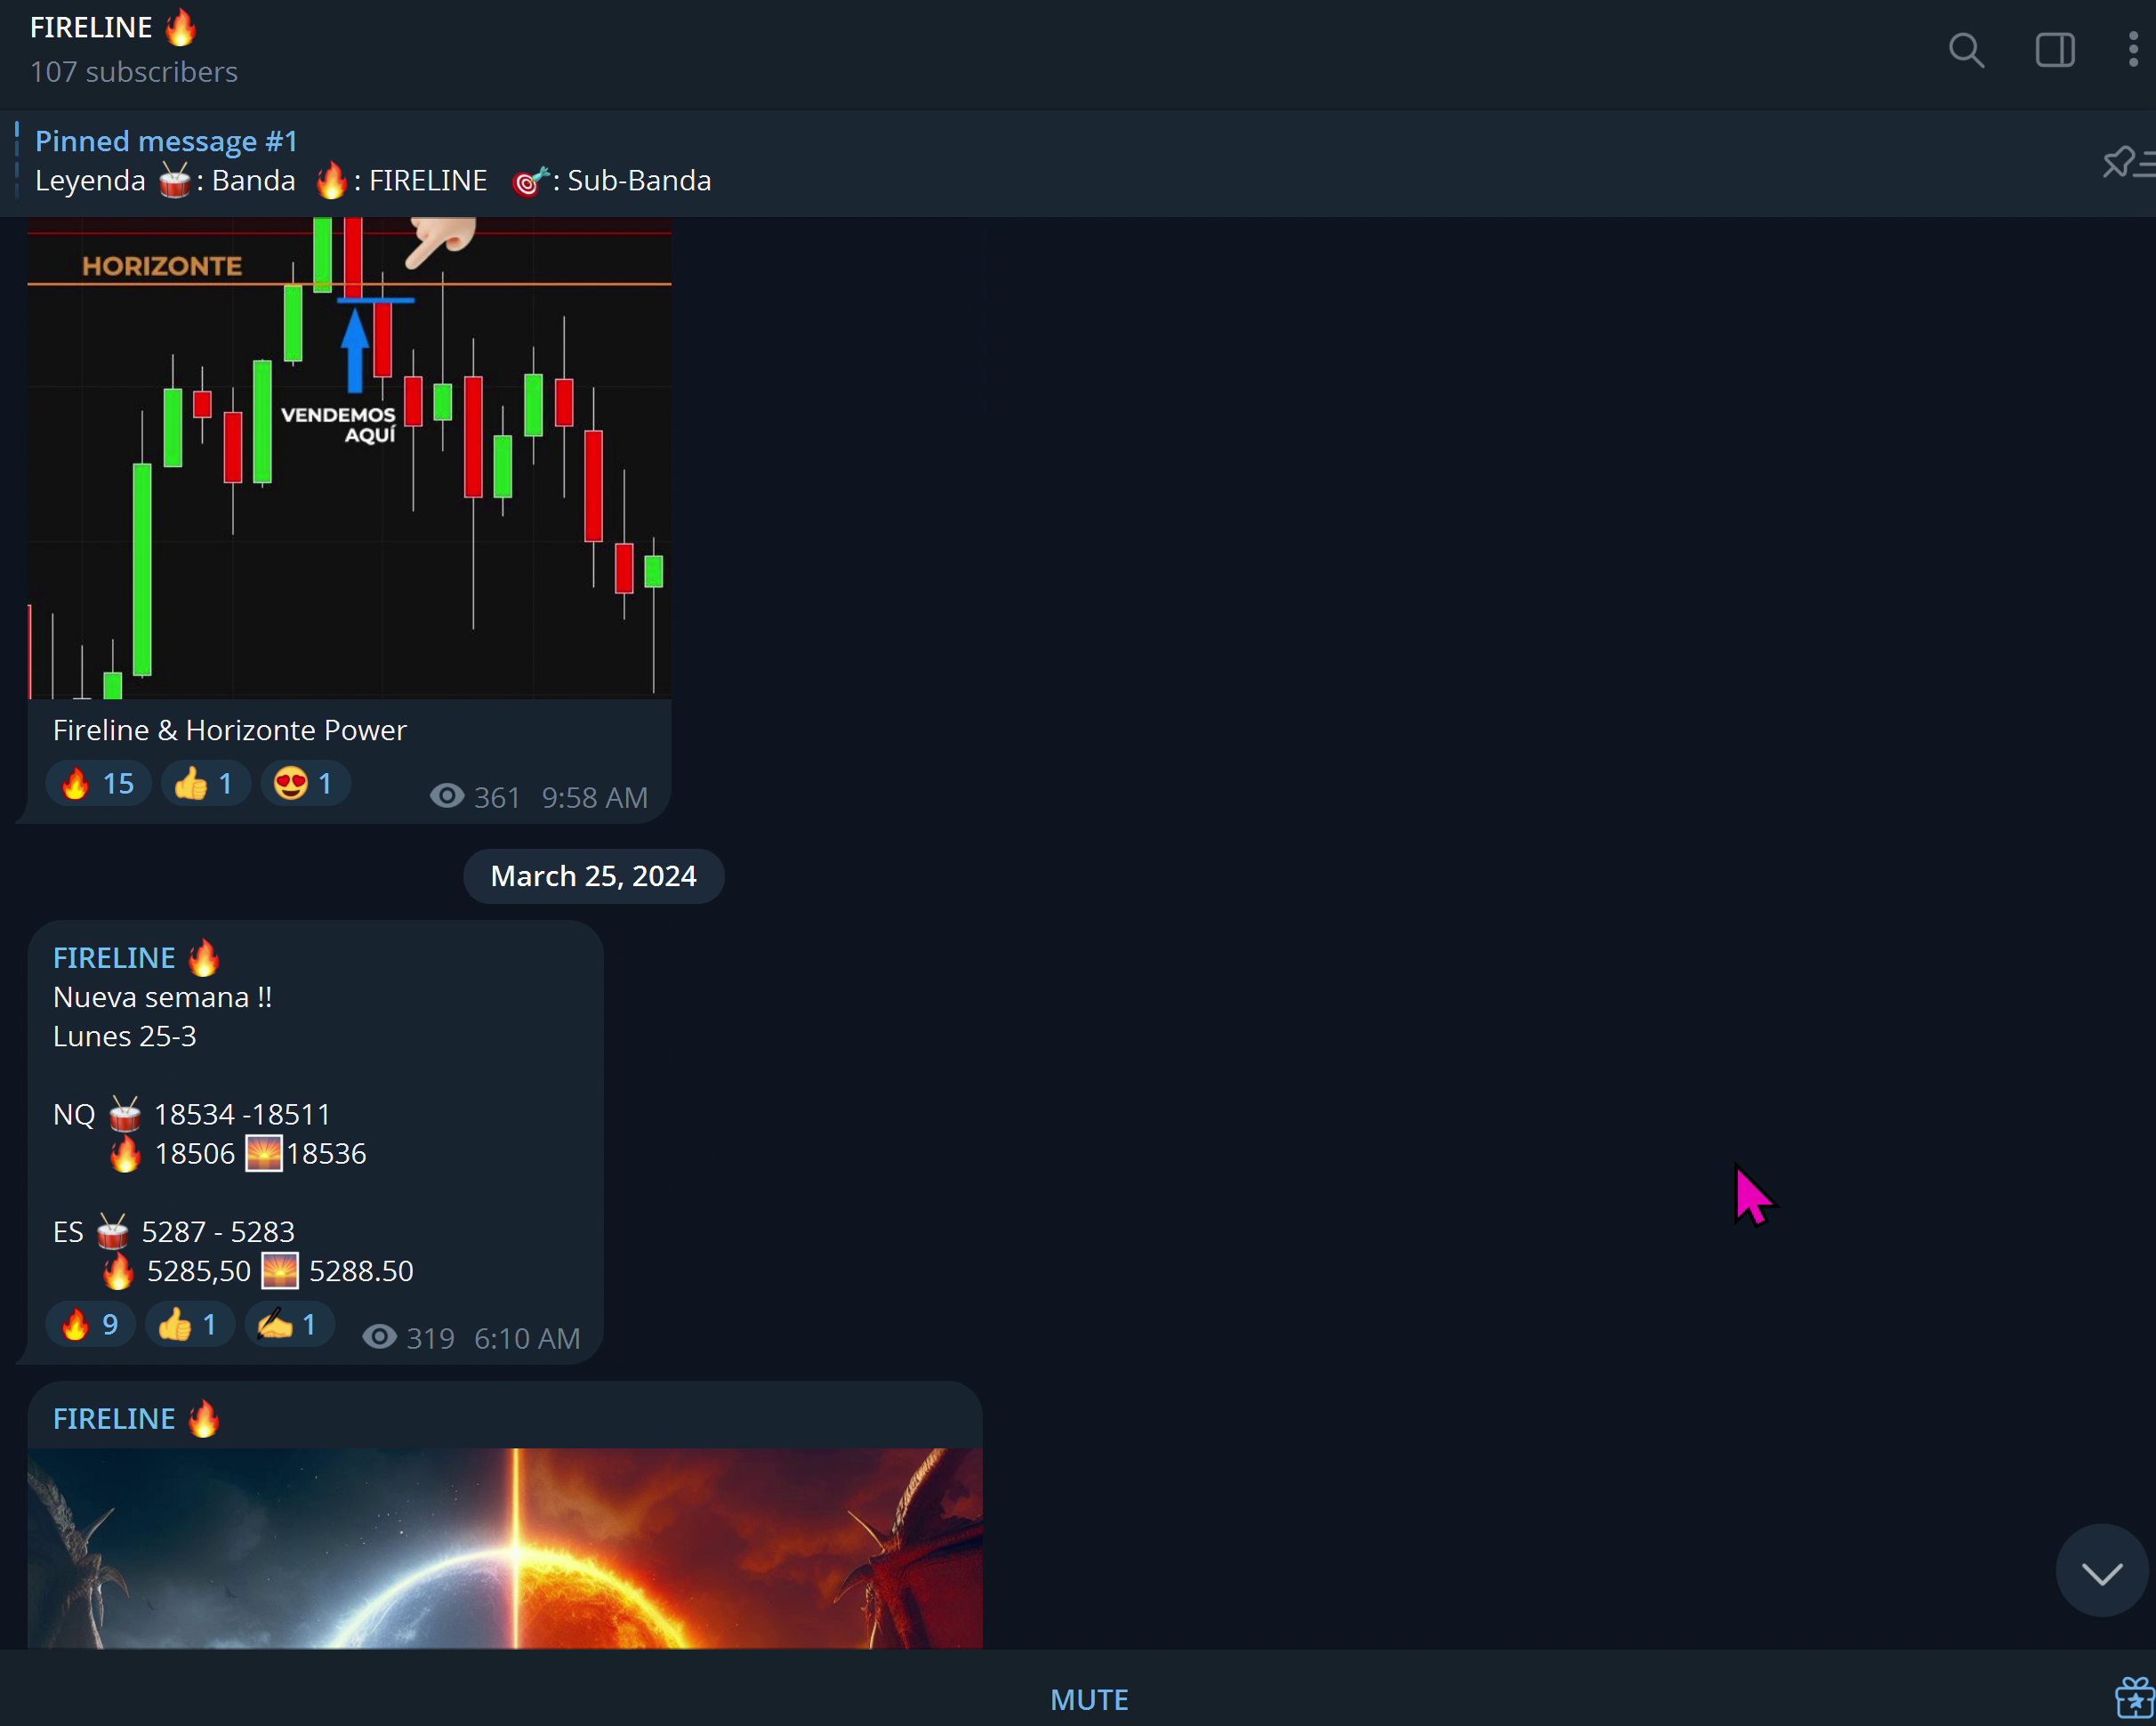 FIRELINE 🔥
107 subscribers
Pinned message #1
Leyenda 🥁: Banda 🔥: FIRELINE 🎯: Sub-Banda
HORIZONTE
VENDEMOS
AQUÍ
Fireline & Horizonte Power
🔥 15 👍 1 😍 1 361 9:58 AM
March 25, 2024
FIRELINE 🔥
Nueva semana !!
Lunes 25-3
NQ 🥁 18534 -18511
🔥 18506 🌅18536
ES 🥁 5287 - 5283
🔥 5285,50 🌅 5288.50
🔥 9 👍 1 ✍ 1 319 6:10 AM
FIRELINE 🔥
MUTE